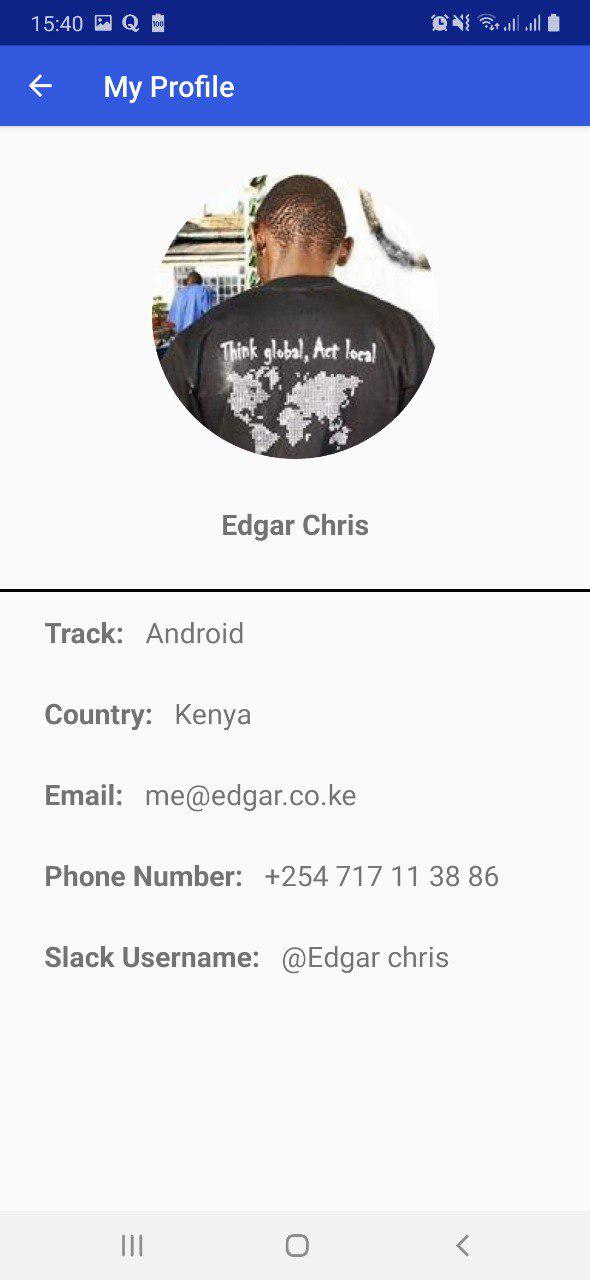 15:40
100
My Profile
Think global, Act local
Edgar Chris
Track: Android
Country: Kenya
Email: me@edgar.co.ke
Phone Number: +254 717 11 38 86
Slack Username: @Edgar chris